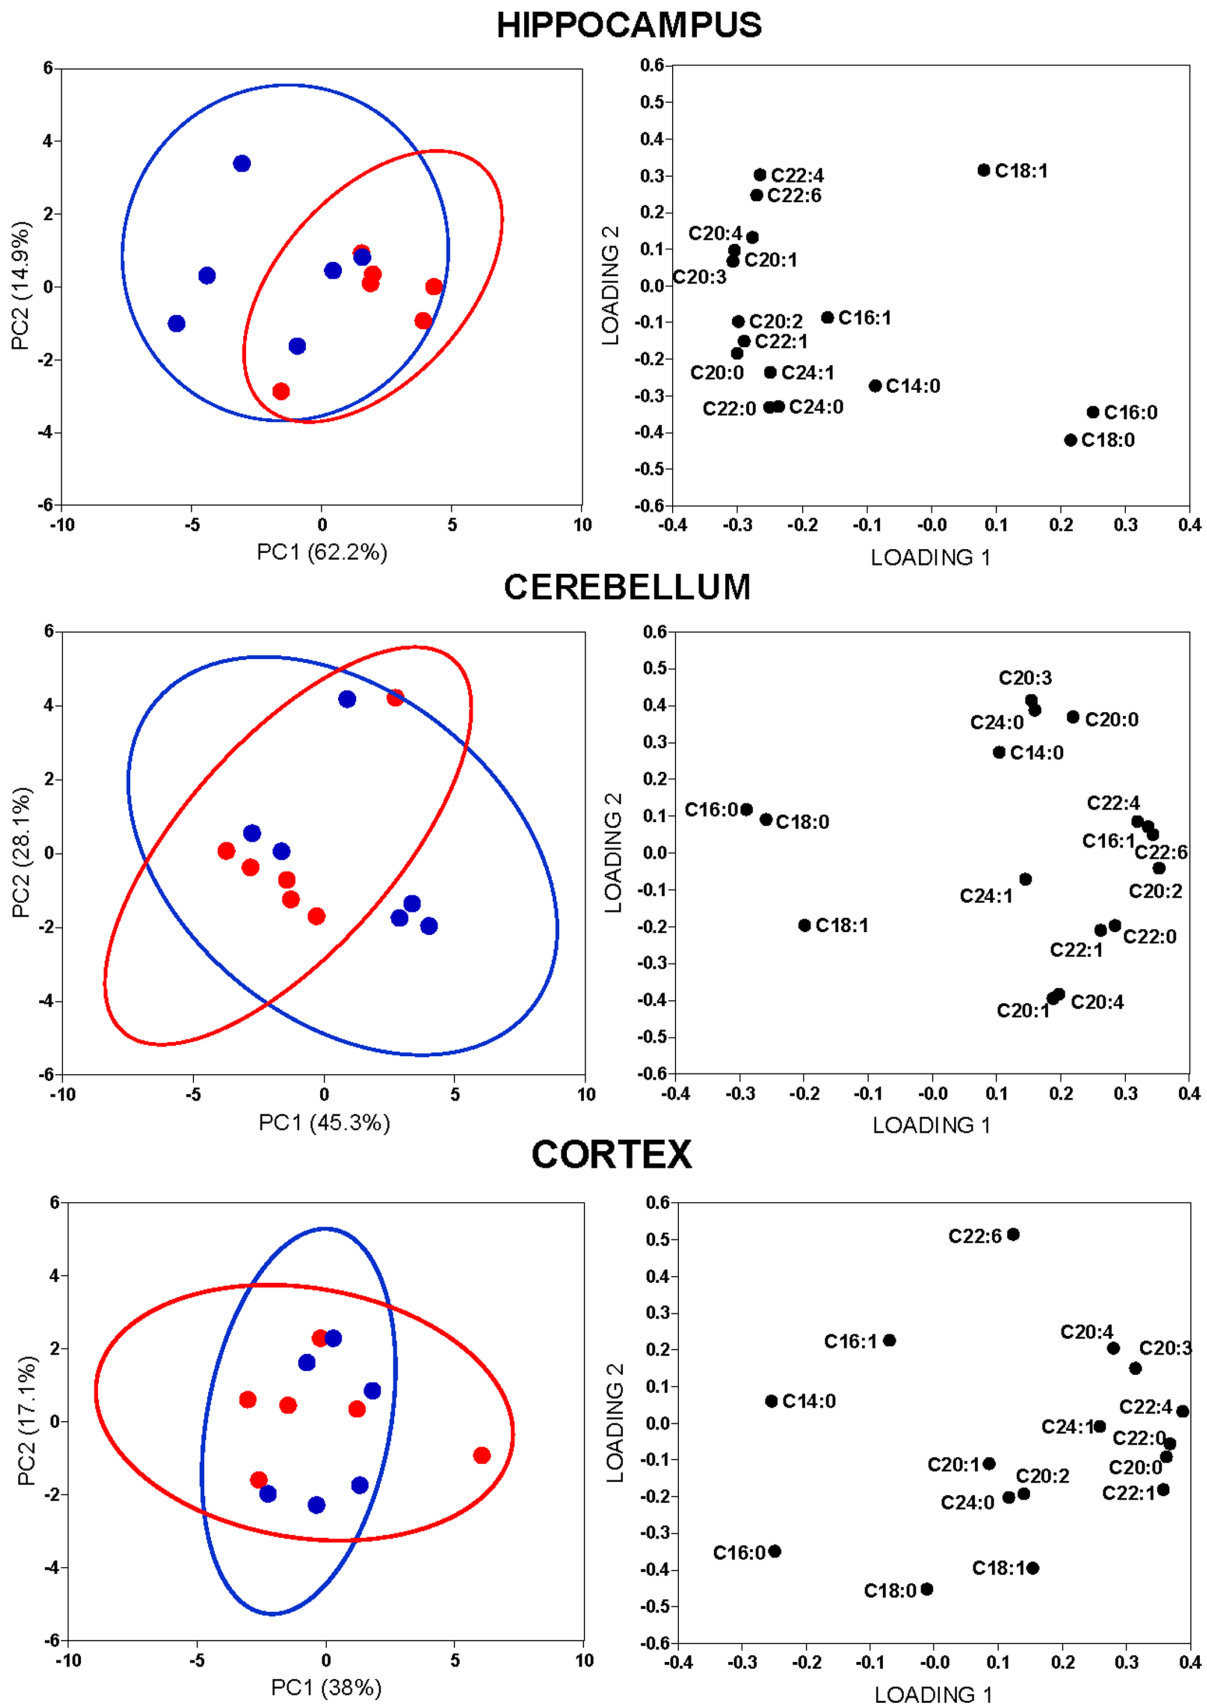 HIPPOCAMPUS
6
4
2
0
-2
-4
-6
-10
-5
0
5
10
PC2 (14.9%)
PC1 (62.2%)
0.6
0.5
0.4
0.3
0.2
0.1
0.0
-0.1
-0.2
-0.3
-0.4
-0.5
-0.6
-0.4
-0.3
-0.2
-0.1
-0.0
0.1
0.2
0.3
0.4
LOADING 2
LOADING 1
C18:1
C22:4
C22:6
C20:4
C20:1
C20:3
C20:2
C16:1
C22:1
C20:0
C24:1
C14:0
C22:0
C24:0
C16:0
C18:0
CEREBELLUM
6
4
2
0
-2
-4
-6
-10
-5
0
5
10
PC2 (28.1%)
PC1 (45.3%)
0.6
0.5
0.4
0.3
0.2
0.1
0.0
-0.1
-0.2
-0.3
-0.4
-0.5
-0.6
-0.4
-0.3
-0.2
-0.1
-0.0
0.1
0.2
0.3
0.4
LOADING 2
LOADING 1
C20:3
C24:0
C20:0
C14:0
C16:0
C18:0
C22:4
C16:1
C22:6
C24:1
C20:2
C18:1
C22:1
C22:0
C20:1
C20:4
CORTEX
6
4
2
0
-2
-4
-6
-10
-5
0
5
10
PC2 (17.1%)
PC1 (38%)
0.6
0.5
0.4
0.3
0.2
0.1
0.0
-0.1
-0.2
-0.3
-0.4
-0.5
-0.6
-0.4
-0.3
-0.2
-0.1
-0.0
0.1
0.2
0.3
0.4
LOADING 2
LOADING 1
C22:6
C16:1
C20:4
C20:3
C14:0
C22:4
C24:1
C22:0
C20:1
C20:0
C20:2
C24:0
C22:1
C16:0
C18:1
C18:0